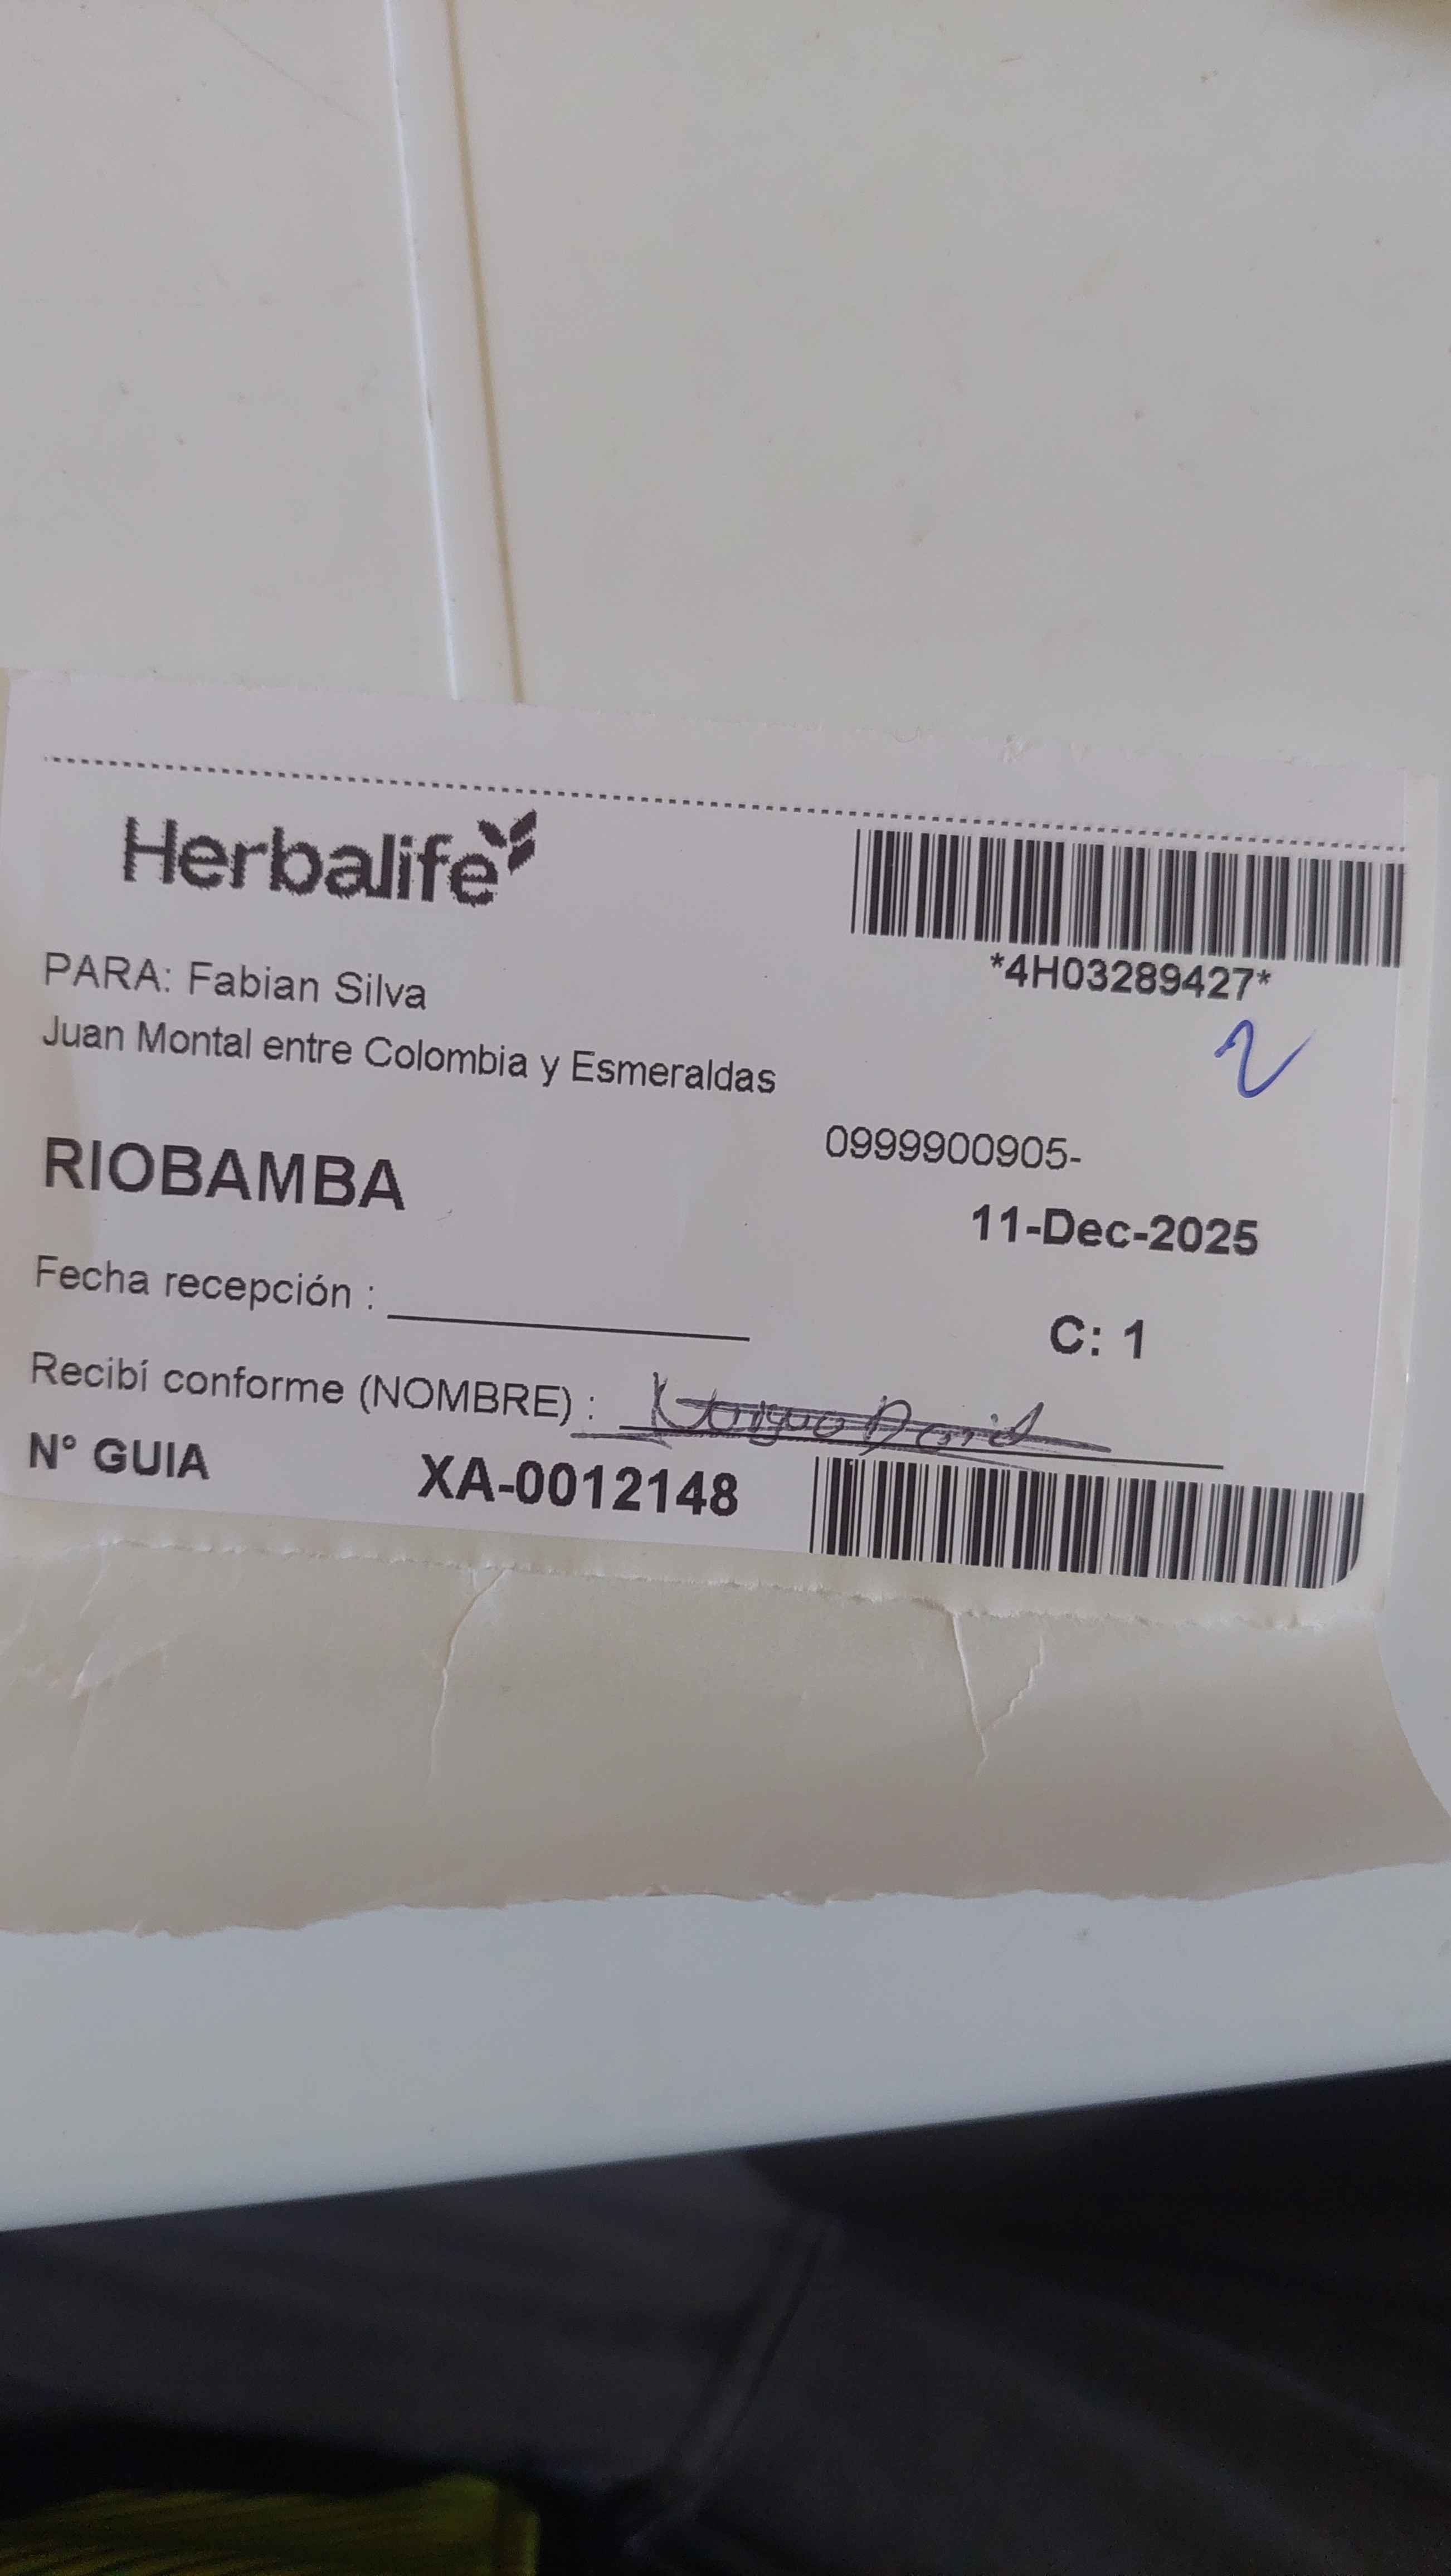 Herbalife
*4H03289427*
PARA: Fabian Silva
Juan Montal entre Colombia y Esmeraldas
2
0999900905-
RIOBAMBA
11-Dec-2025
Fecha recepción :
C: 1
Recibí conforme (NOMBRE) : David
N° GUIA XA-0012148